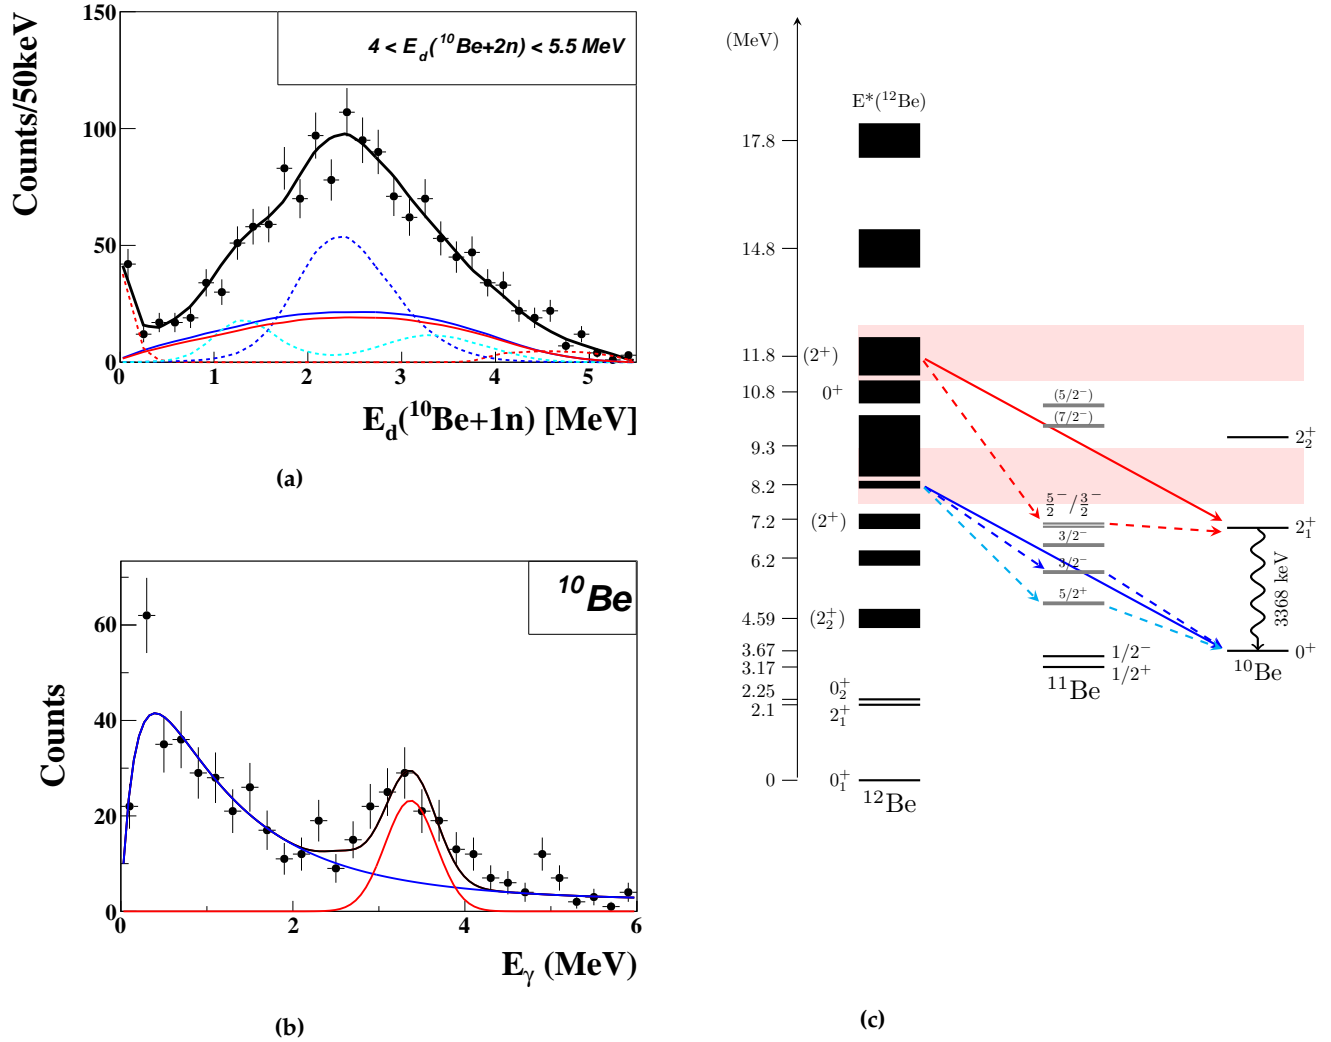 150
100
50
0
Counts/50keV
4 < E_d(¹⁰Be+2n) < 5.5 MeV
0 1 2 3 4 5
E_d(¹⁰Be+1n) [MeV]
(a)
60
40
20
0
Counts
¹⁰Be
0 2 4 6
E_γ (MeV)
(b)
(MeV)
E*(¹²Be)
17.8
14.8
11.8 (2⁺)
10.8 0⁺
(5/2⁻)
(7/2⁻)
9.3
2₂⁺
8.2
7.2 (2⁺)
5/2⁻/3/2⁻
2₁⁺
3/2⁻
6.2
3/2⁻
5/2⁺
3368 keV
4.59 (2₂⁺)
3.67
1/2⁻
0⁺
3.17
1/2⁺
¹⁰Be
¹¹Be
2.25 0₂⁺
2.1 2₁⁺
0 0₁⁺
¹²Be
(c)